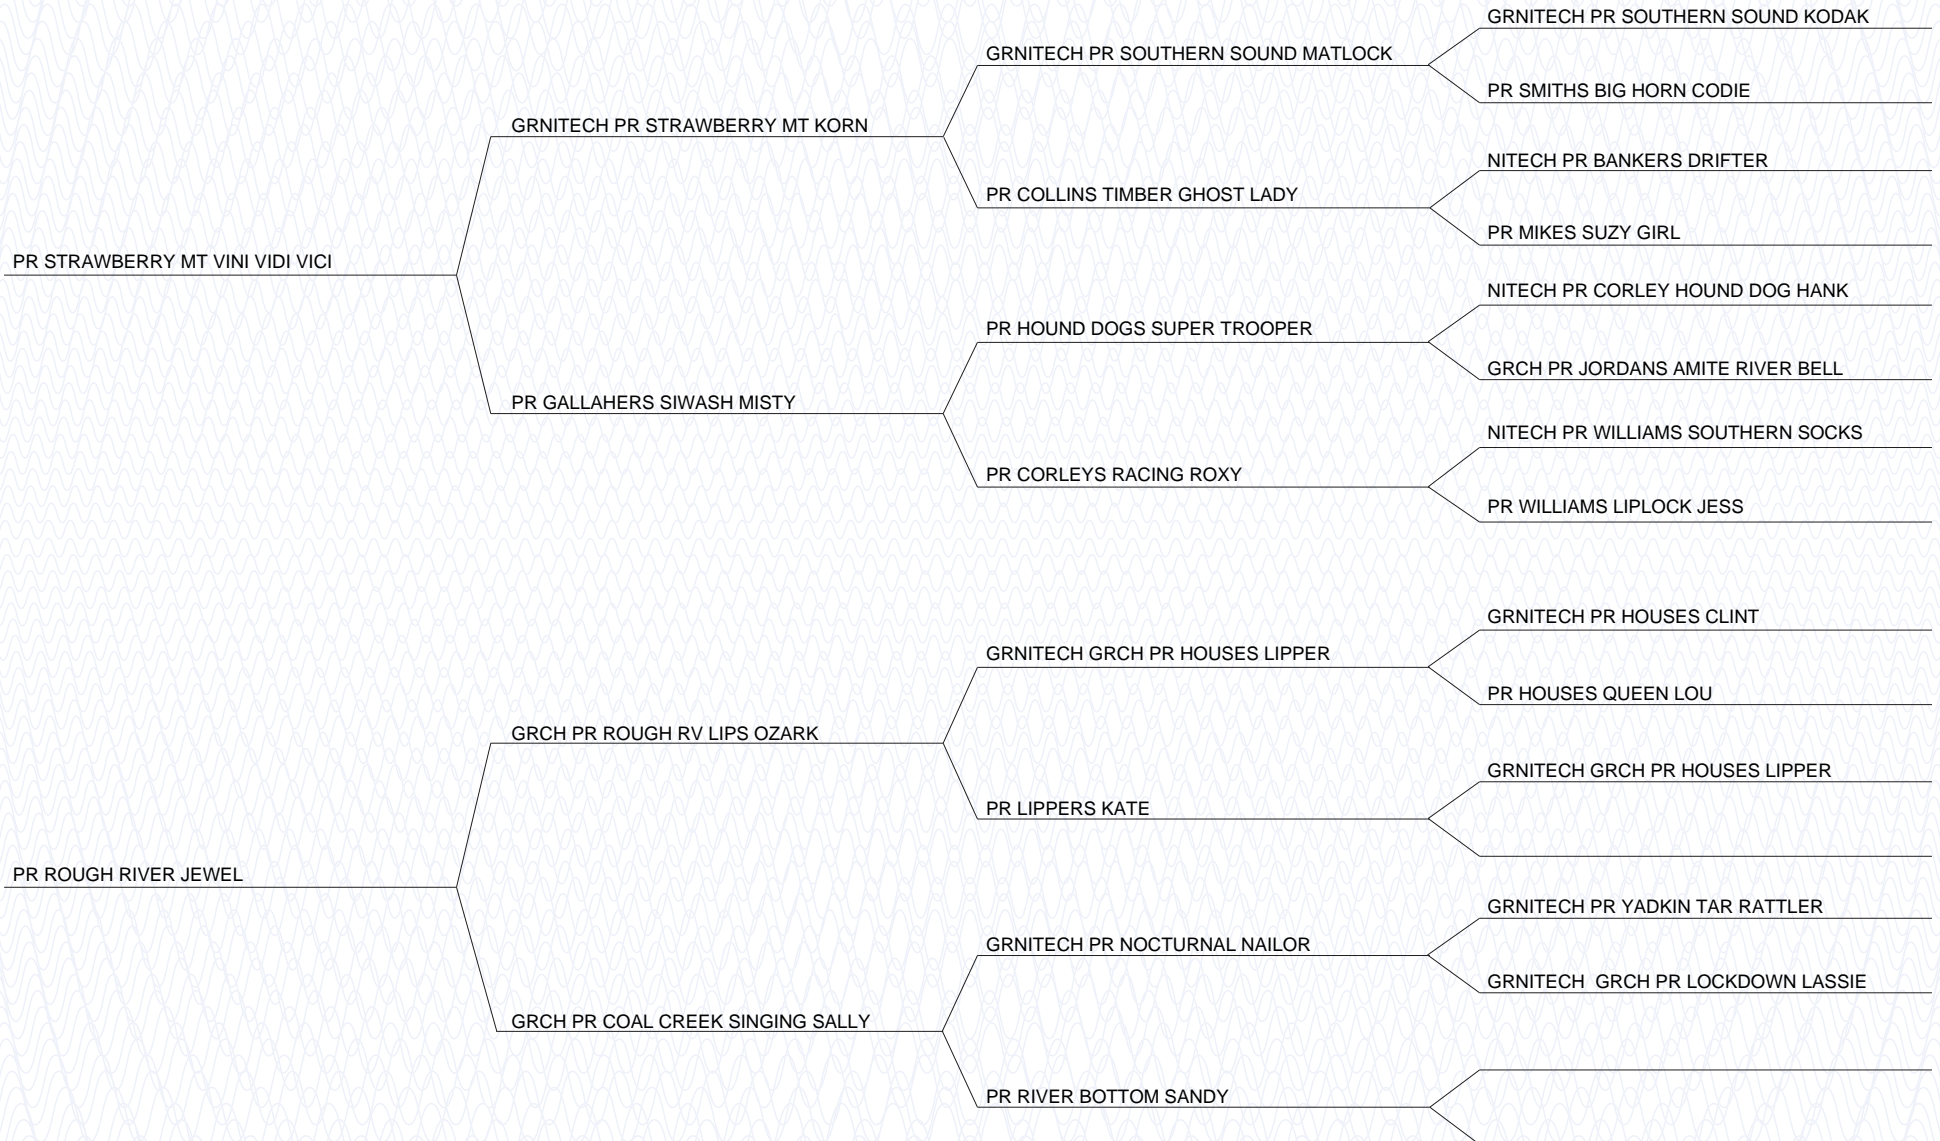 GRNITECH PR SOUTHERN SOUND KODAK
GRNITECH PR SOUTHERN SOUND MATLOCK
PR SMITHS BIG HORN CODIE
GRNITECH PR STRAWBERRY MT KORN
NITECH PR BANKERS DRIFTER
PR COLLINS TIMBER GHOST LADY
PR MIKES SUZY GIRL
PR STRAWBERRY MT VINI VIDI VICI
NITECH PR CORLEY HOUND DOG HANK
PR HOUND DOGS SUPER TROOPER
GRCH PR JORDANS AMITE RIVER BELL
PR GALLAHERS SIWASH MISTY
NITECH PR WILLIAMS SOUTHERN SOCKS
PR CORLEYS RACING ROXY
PR WILLIAMS LIPLOCK JESS
GRNITECH PR HOUSES CLINT
GRNITECH GRCH PR HOUSES LIPPER
PR HOUSES QUEEN LOU
GRCH PR ROUGH RV LIPS OZARK
GRNITECH GRCH PR HOUSES LIPPER
PR LIPPERS KATE
PR ROUGH RIVER JEWEL
GRNITECH PR YADKIN TAR RATTLER
GRNITECH PR NOCTURNAL NAILOR
GRNITECH  GRCH PR LOCKDOWN LASSIE
GRCH PR COAL CREEK SINGING SALLY
PR RIVER BOTTOM SANDY